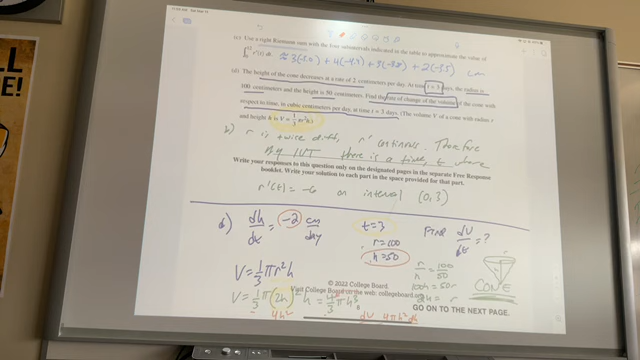 (c) Use a right Riemann sum with the four subintervals indicated in the table to approximate the value of
∫ r'(t) dt. ≈ 3(-5.0) + 4(-4.4) + 5(-3.8) + 2(-3.5) cm
(d) The height of the cone decreases at a rate of 2 centimeters per day. At time t = 3 days, the radius is
100 centimeters and the height is 50 centimeters. Find the rate of change of the volume of the cone with
respect to time, in cubic centimeters per day, at time t = 3 days. (The volume V of a cone with radius r
and height h is V = 1/3 πr²h.)
b) r is twice diff, r' continuous. Therefore
By IVT there is a time, t where
Write your responses to this question only on the designated pages in the separate Free Response
booklet. Write your solution to each part in the space provided for that part.
r'(t) = -6 on interval (0,3)
d) dh/dt = -2 cm/day t=3 r=100 h=50 FIND dV/dt = ?
V = 1/3 πr²h
r/h = 100/50
100h = 50r
2h = r
CONE
© 2022 College Board
Visit College Board on the web: collegeboard.org
V = 1/3 π(2h)² h = 4/3 πh³
GO ON TO THE NEXT PAGE.
4h² dV 4πh² dh